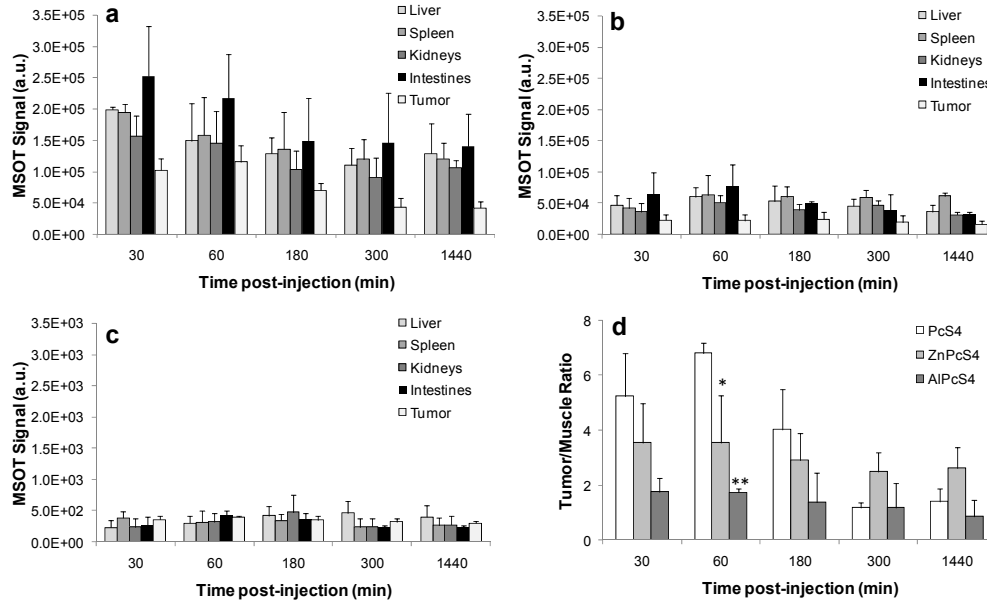 a
MSOT Signal (a.u.)
3.5E+05
3.0E+05
2.5E+05
2.0E+05
1.5E+05
1.0E+05
5.0E+04
0.0E+00
Liver
Spleen
Kidneys
Intestines
Tumor
30 60 180 300 1440
Time post-injection (min)
b
MSOT Signal (a.u.)
3.5E+05
3.0E+05
2.5E+05
2.0E+05
1.5E+05
1.0E+05
5.0E+04
0.0E+00
Liver
Spleen
Kidneys
Intestines
Tumor
30 60 180 300 1440
Time post-injection (min)
c
MSOT Signal (a.u.)
3.5E+03
3.0E+03
2.5E+03
2.0E+03
1.5E+03
1.0E+03
5.0E+02
0.0E+00
Liver
Spleen
Kidneys
Intestines
Tumor
30 60 180 300 1440
Time post-injection (min)
d
Tumor/Muscle Ratio
8
6
4
2
0
PcS4
ZnPcS4
AlPcS4
*
**
30 60 180 300 1440
Time post-injection (min)